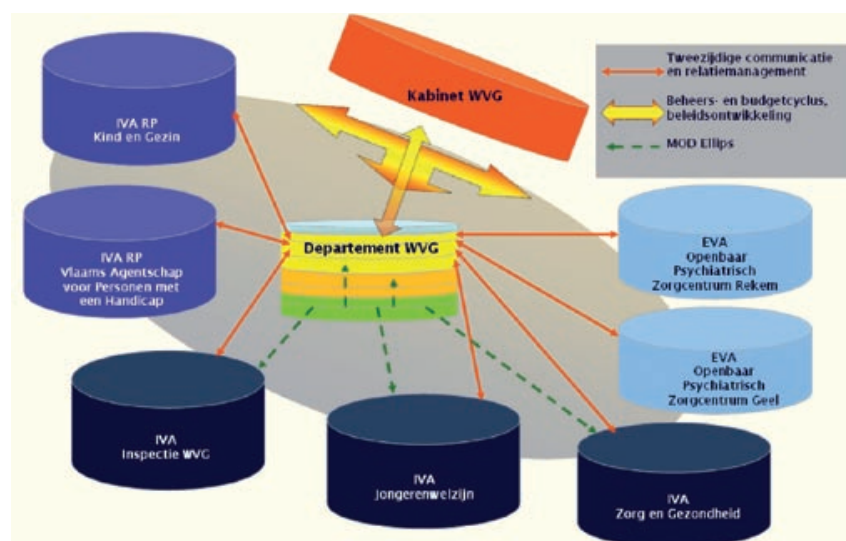 Kabinet WVG
Tweezijdige communicatie
en relatiemanagement
Beheers- en budgetcyclus,
beleidsontwikkeling
MOD Ellips
IVA RP
Kind en Gezin
IVA RP
Vlaams Agentschap
voor Personen met
een Handicap
Departement WVG
EVA
Openbaar
Psychiatrisch
Zorgcentrum Rekem
EVA
Openbaar
Psychiatrisch
Zorgcentrum Geel
IVA
Inspectie WVG
IVA
Jongerenwelzijn
IVA
Zorg en Gezondheid